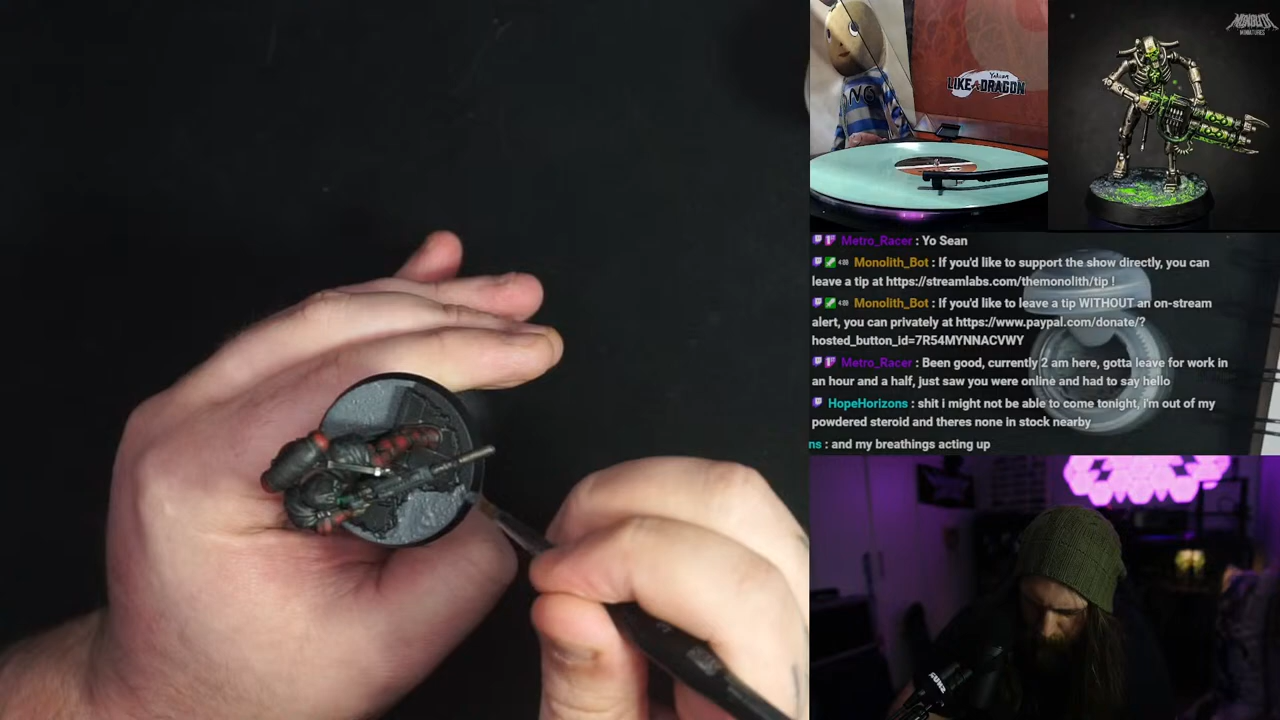 Yakuza
LIKE A DRAGON
MONOLITH
MINIATURES
Metro_Racer : Yo Sean
Monolith_Bot : If you'd like to support the show directly, you can
leave a tip at https://streamlabs.com/themonolith/tip !
Monolith_Bot : If you'd like to leave a tip WITHOUT an on-stream
alert, you can privately at https://www.paypal.com/donate/?
hosted_button_id=7R54MYNNACVWY
Metro_Racer : Been good, currently 2 am here, gotta leave for work in
an hour and a half, just saw you were online and had to say hello
HopeHorizons : shit i might not be able to come tonight, i'm out of my
powdered steroid and theres none in stock nearby
ns : and my breathings acting up